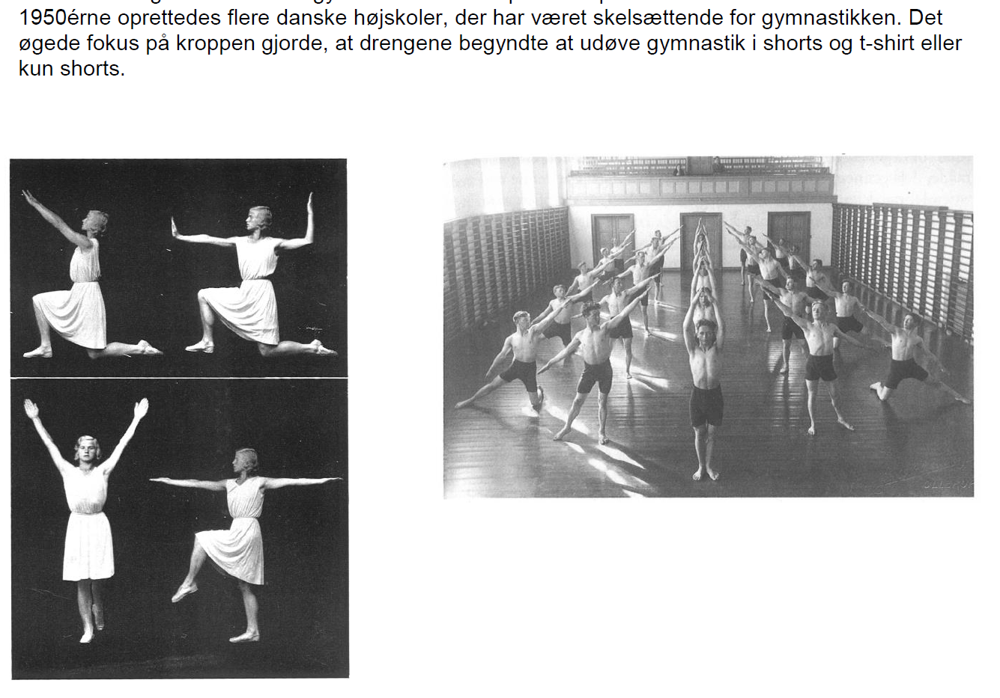 1950érne oprettedes flere danske højskoler, der har været skelsættende for gymnastikken. Det
øgede fokus på kroppen gjorde, at drengene begyndte at udøve gymnastik i shorts og t-shirt eller
kun shorts.